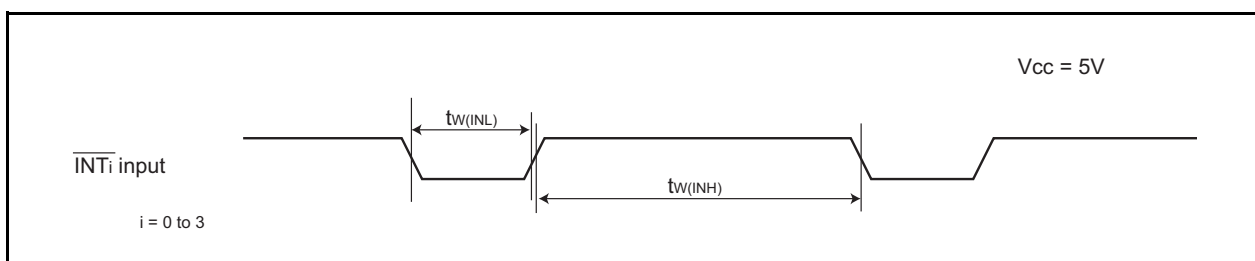 Vcc = 5V
tW(INL)
INTi input
tW(INH)
i = 0 to 3